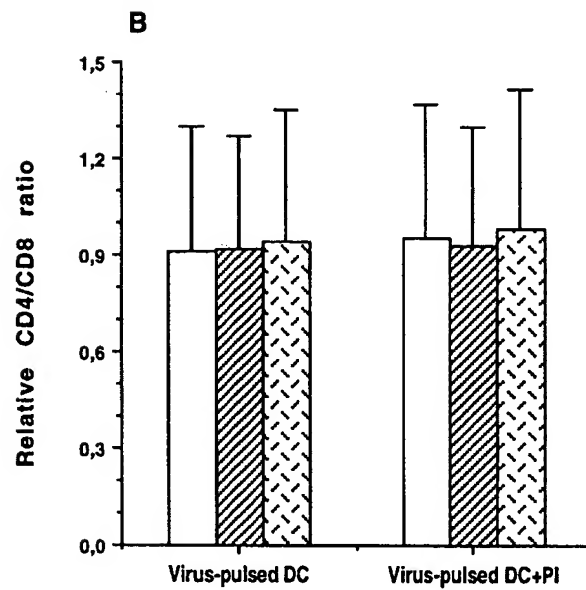 B
Relative CD4/CD8 ratio
1,5
1,2
0,9
0,6
0,3
0,0
Virus-pulsed DC
Virus-pulsed DC+PI